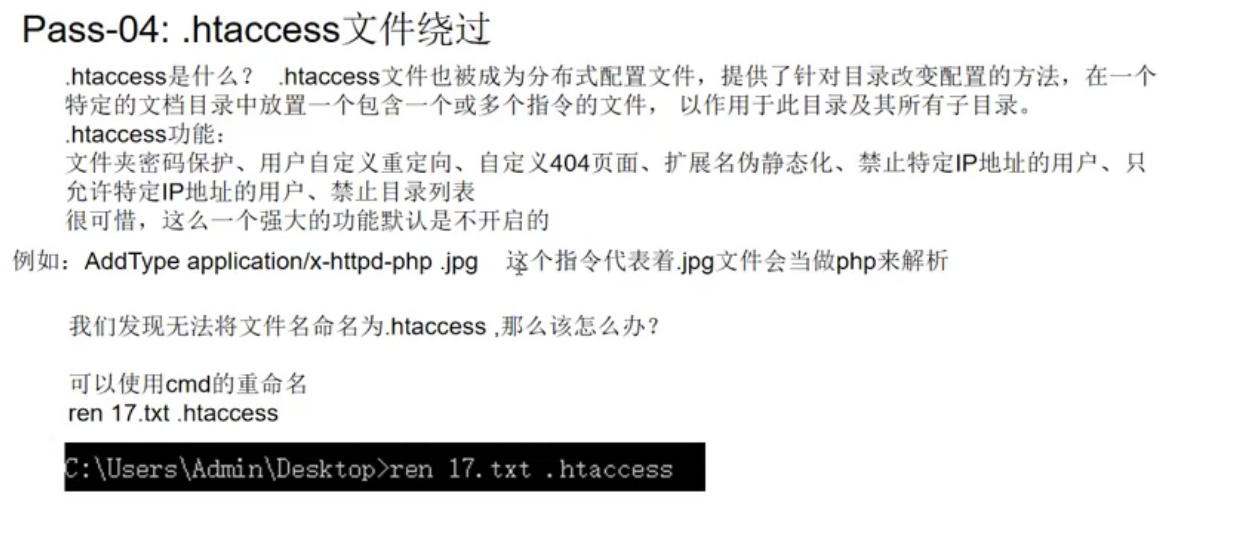 Pass-04: .htaccess文件绕过
.htaccess是什么? .htaccess文件也被成为分布式配置文件，提供了针对目录改变配置的方法，在一个
特定的文档目录中放置一个包含一个或多个指令的文件， 以作用于此目录及其所有子目录。
.htaccess功能：
文件夹密码保护、用户自定义重定向、自定义404页面、扩展名伪静态化、禁止特定IP地址的用户、只
允许特定IP地址的用户、禁止目录列表
很可惜，这么一个强大的功能默认是不开启的
例如：AddType application/x-httpd-php .jpg 这个指令代表着.jpg文件会当做php来解析
我们发现无法将文件名命名为.htaccess ,那么该怎么办?
可以使用cmd的重命名
ren 17.txt .htaccess
C:\Users\Admin\Desktop>ren 17.txt .htaccess